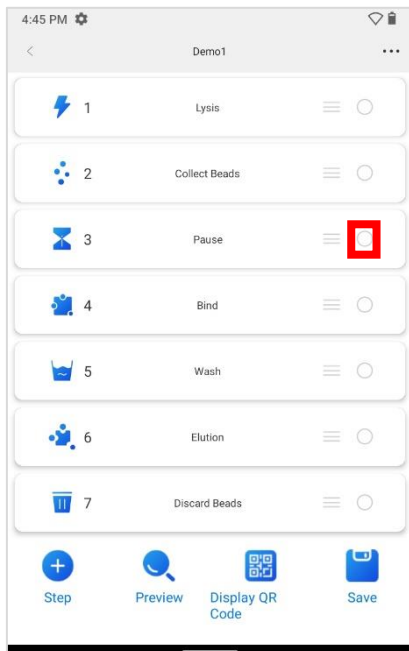 4:45 PM
Demo1
1 Lysis
2 Collect Beads
3 Pause
4 Bind
5 Wash
6 Elution
7 Discard Beads
Step Preview Display QR Save
Code